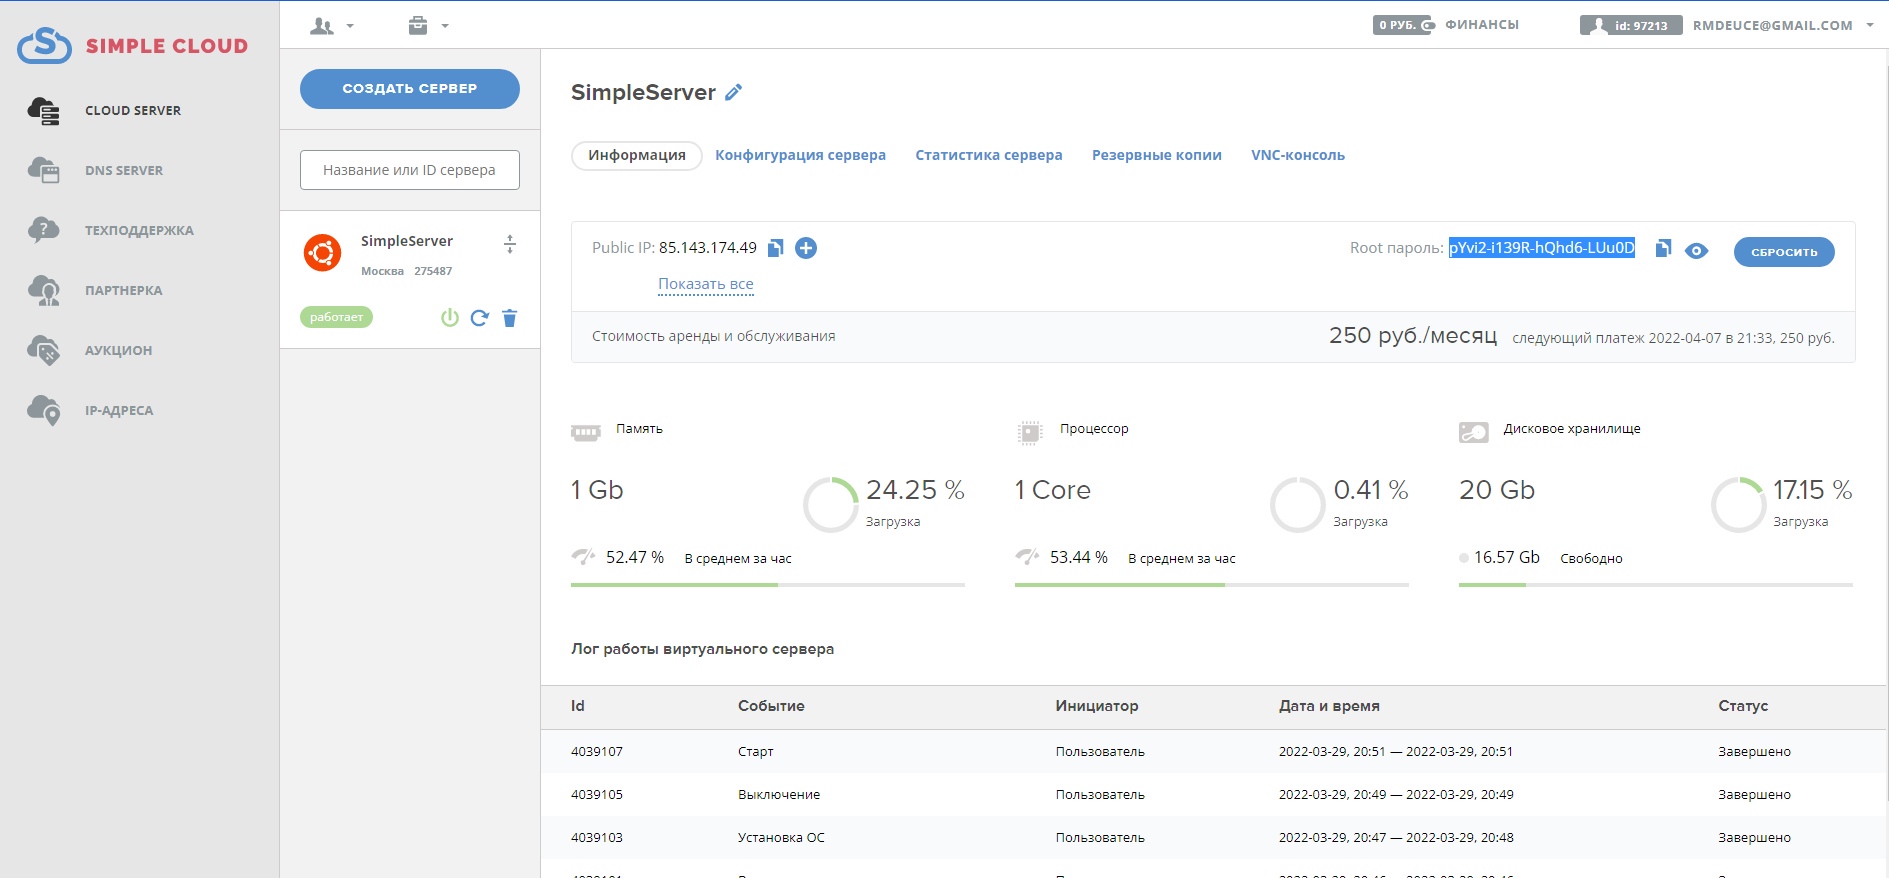 SIMPLE CLOUD
CLOUD SERVER
DNS SERVER
ТЕХПОДДЕРЖКА
ПАРТНЕРКА
АУКЦИОН
IP-АДРЕСА
0 РУБ. ФИНАНСЫ
id: 97213 RMDEUCE@GMAIL.COM
СОЗДАТЬ СЕРВЕР
Название или ID сервера
SimpleServer
Москва 275487
работает
SimpleServer
Информация Конфигурация сервера Статистика сервера Резервные копии VNC-консоль
Public IP: 85.143.174.49
Root пароль: pYvi2-i139R-hQhd6-LUu0D
СБРОСИТЬ
Показать все
Стоимость аренды и обслуживания 250 руб./месяц следующий платеж 2022-04-07 в 21:33, 250 руб.
Память
1 Gb 24.25 %
Загрузка
52.47 % В среднем за час
Процессор
1 Core 0.41 %
Загрузка
53.44 % В среднем за час
Дисковое хранилище
20 Gb 17.15 %
Загрузка
16.57 Gb Свободно
Лог работы виртуального сервера
Id Событие Инициатор Дата и время Статус
4039107 Старт Пользователь 2022-03-29, 20:51 — 2022-03-29, 20:51 Завершено
4039105 Выключение Пользователь 2022-03-29, 20:49 — 2022-03-29, 20:49 Завершено
4039103 Установка ОС Пользователь 2022-03-29, 20:47 — 2022-03-29, 20:48 Завершено